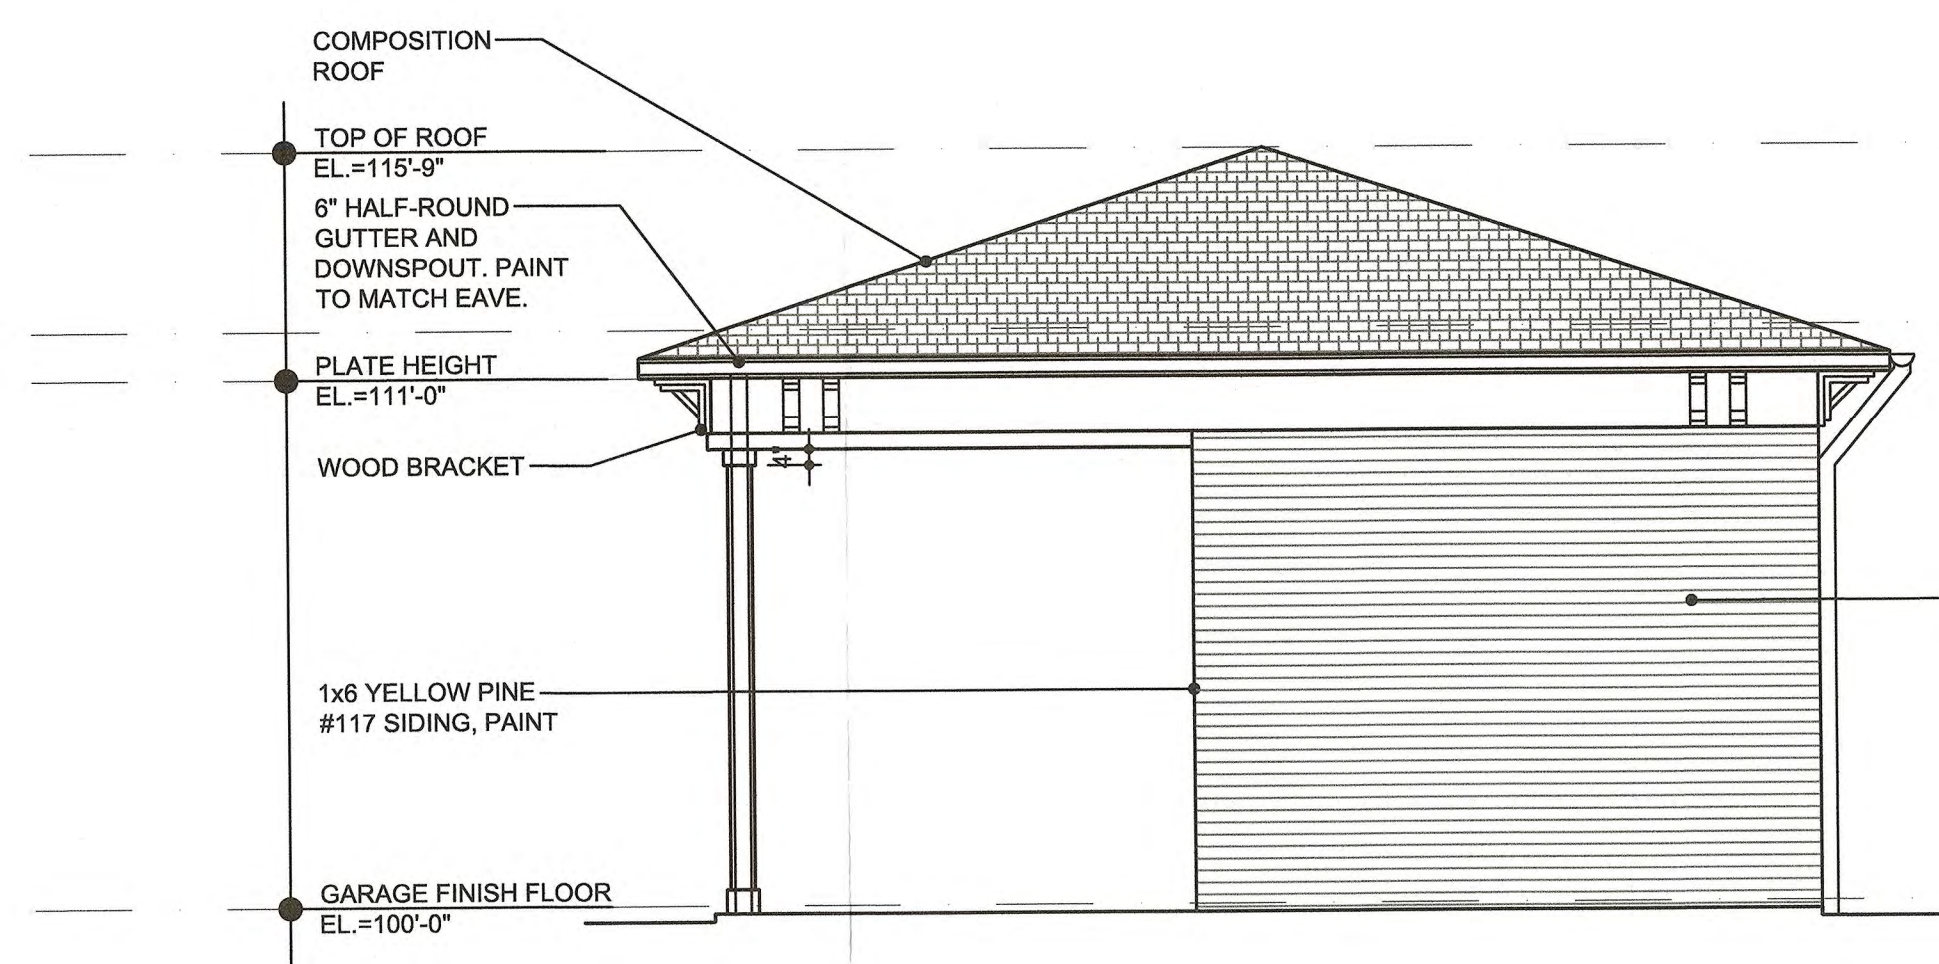 COMPOSITION
ROOF
TOP OF ROOF
EL.=115'-9"
6" HALF-ROUND
GUTTER AND
DOWNSPOUT. PAINT
TO MATCH EAVE.
PLATE HEIGHT
EL.=111'-0"
WOOD BRACKET
4"
1x6 YELLOW PINE
#117 SIDING, PAINT
GARAGE FINISH FLOOR
EL.=100'-0"